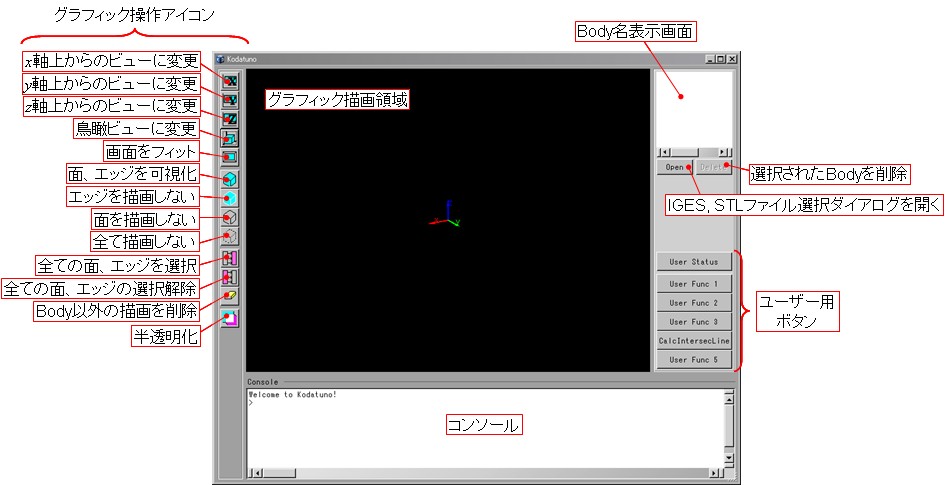 グラフィック操作アイコン
x軸上からのビューに変更
y軸上からのビューに変更
z軸上からのビューに変更
鳥瞰ビューに変更
画面をフィット
面、エッジを可視化
エッジを描画しない
面を描画しない
全て描画しない
全ての面、エッジを選択
全ての面、エッジの選択解除
Body以外の描画を削除
半透明化
Kodatuno
X
Y
Z
グラフィック描画領域
Body名表示画面
Open
Delete
選択されたBodyを削除
IGES, STLファイル選択ダイアログを開く
User Status
User Func 1
User Func 2
User Func 3
CalcIntersecLine
User Func 5
ユーザー用
ボタン
Console
Welcome to Kodatuno!
>
コンソール